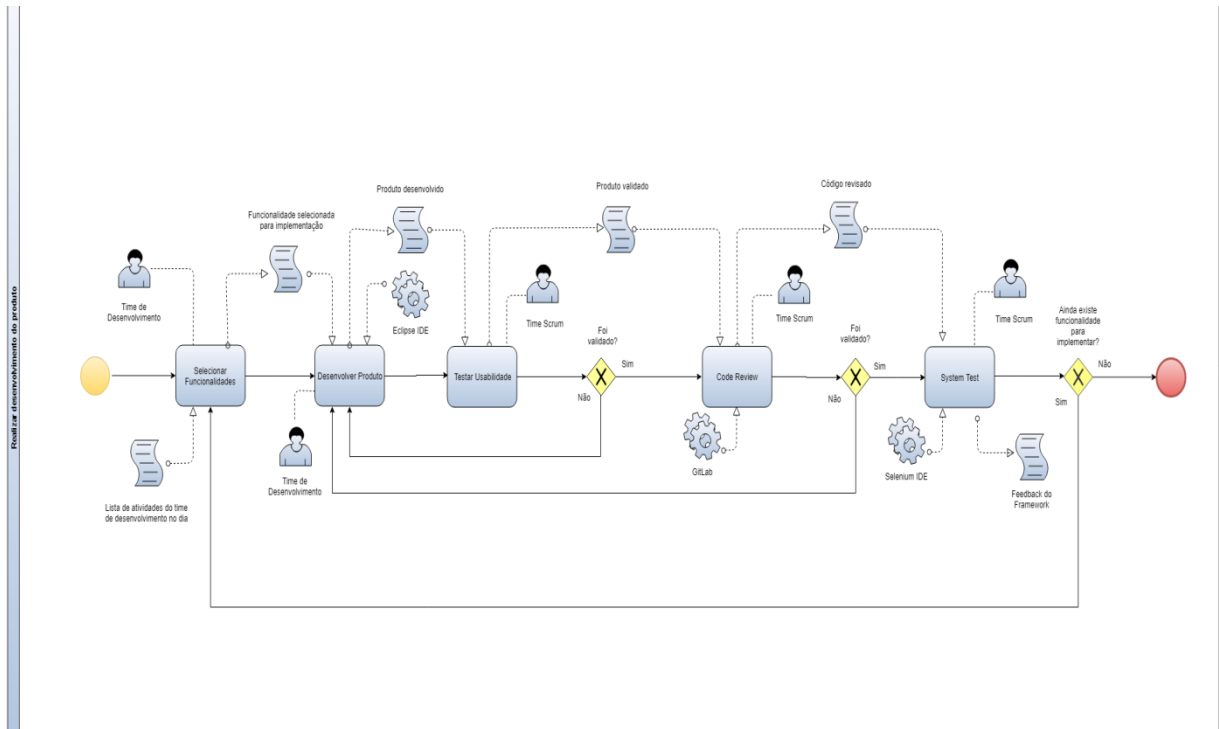 Realizar desenvolvimento do produto
Produto desenvolvido
Produto validado
Código revisado
Funcionalidade selecionada
para implementação
Time de
Desenvolvimento
Eclipse IDE
Time Scrum
Time Scrum
Time Scrum
Ainda existe
funcionalidade
para
implementar?
Foi
validado?
Foi
validado?
Selecionar
Funcionalidades
Desenvolver Produto
Testar Usabilidade
Sim
Não
Code Review
Sim
Não
System Test
Não
Sim
Time de
Desenvolvimento
GitLab
Selenium IDE
Lista de atividades do time
de desenvolvimento no dia
Feedback do
Framework